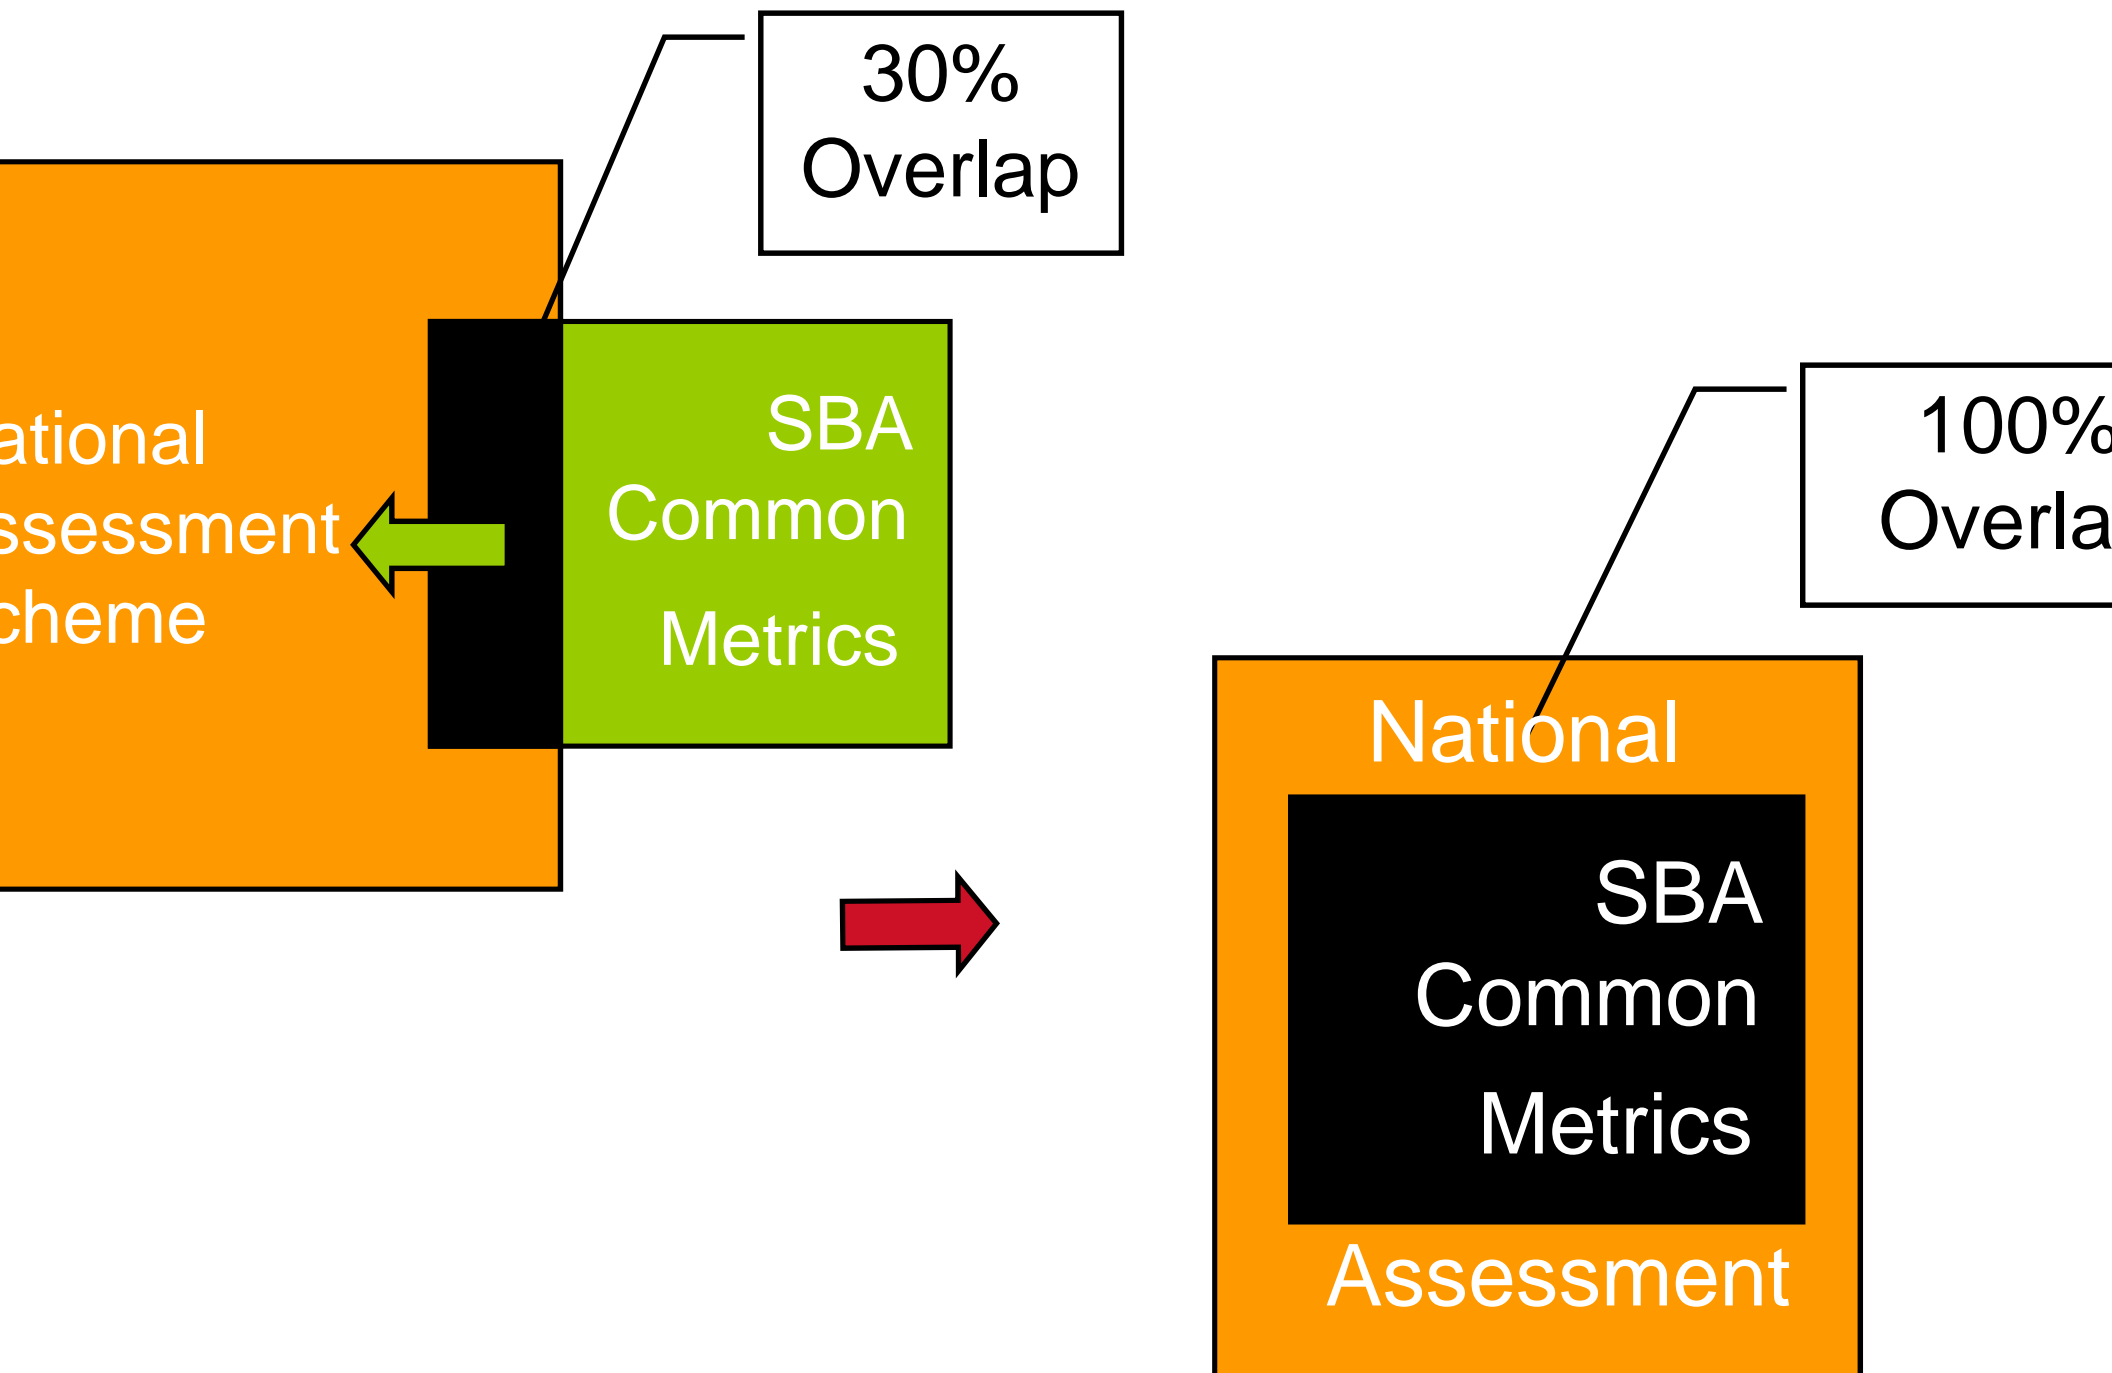 30%
Overlap
ational
ssessment
cheme
SBA
Common
Metrics
100%
Overla
National
SBA
Common
Metrics
Assessment